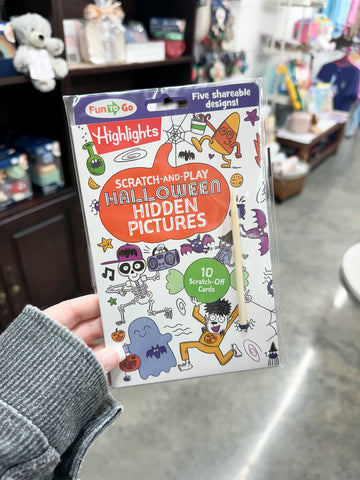 Fun to Go
Five shareable
designs!
Highlights
SCRATCH-AND-PLAY
HALLOWEEN
HIDDEN
PICTURES
10
Scratch-Off
Cards